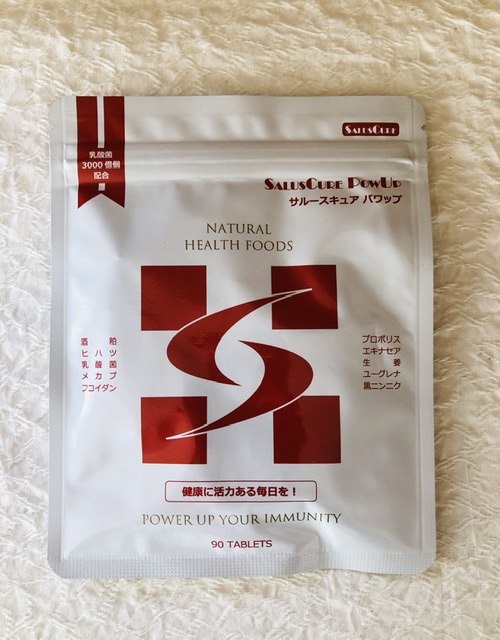 乳酸菌
3000億個
配合
SALUSCURE
SALUSCURE POWUP
サルースキュア パワップ
NATURAL
HEALTH FOODS
酒粕
ヒハツ
乳酸菌
メカブ
フコイダン
プロポリス
エキナセア
生姜
ユーグレナ
黒ニンニク
健康に活力ある毎日を！
POWER UP YOUR IMMUNITY
90 TABLETS